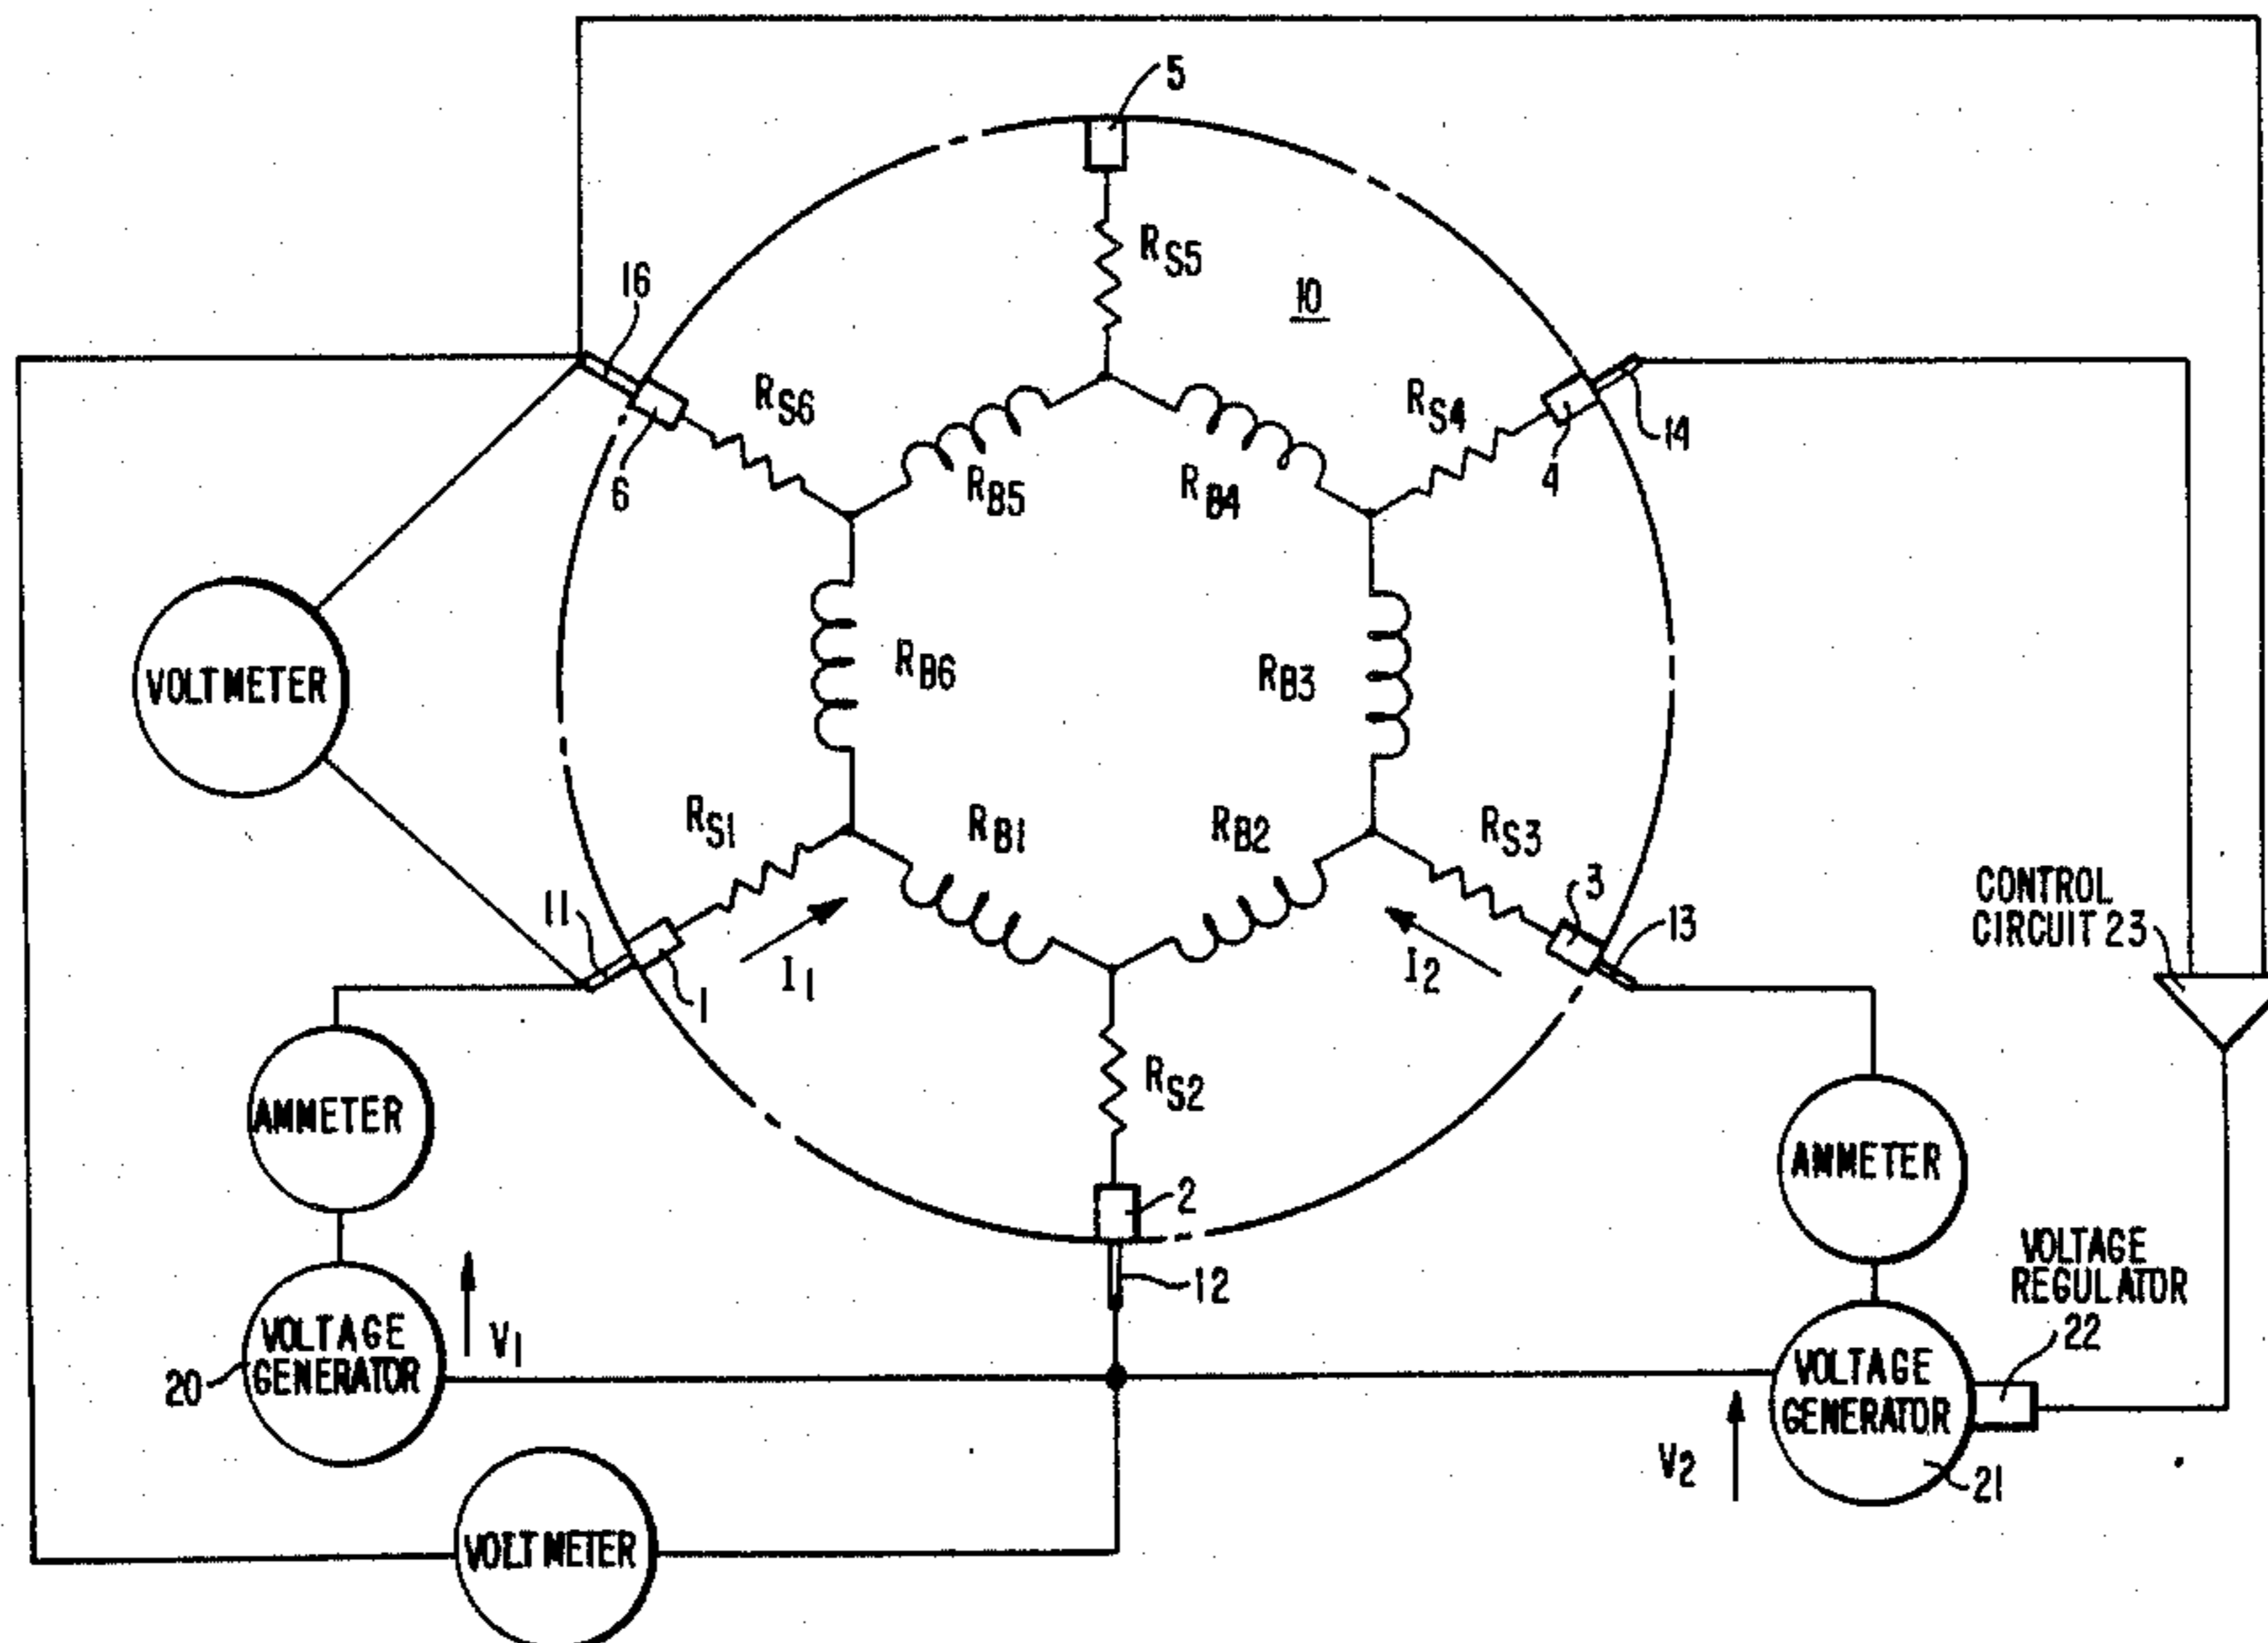 5
RS5
10
16
RS6
RS4
14
6
4
RB5
RB4
VOLTMETER
RB6
RB3
RS1
RB1
RB2
RS3
3
13
11
1
I1
I2
CONTROL
CIRCUIT 23
AMMETER
RS2
AMMETER
2
12
VOLTAGE
REGULATOR
22
V1
VOLTAGE
GENERATOR
20
VOLTAGE
GENERATOR
V2
21
VOLTMETER